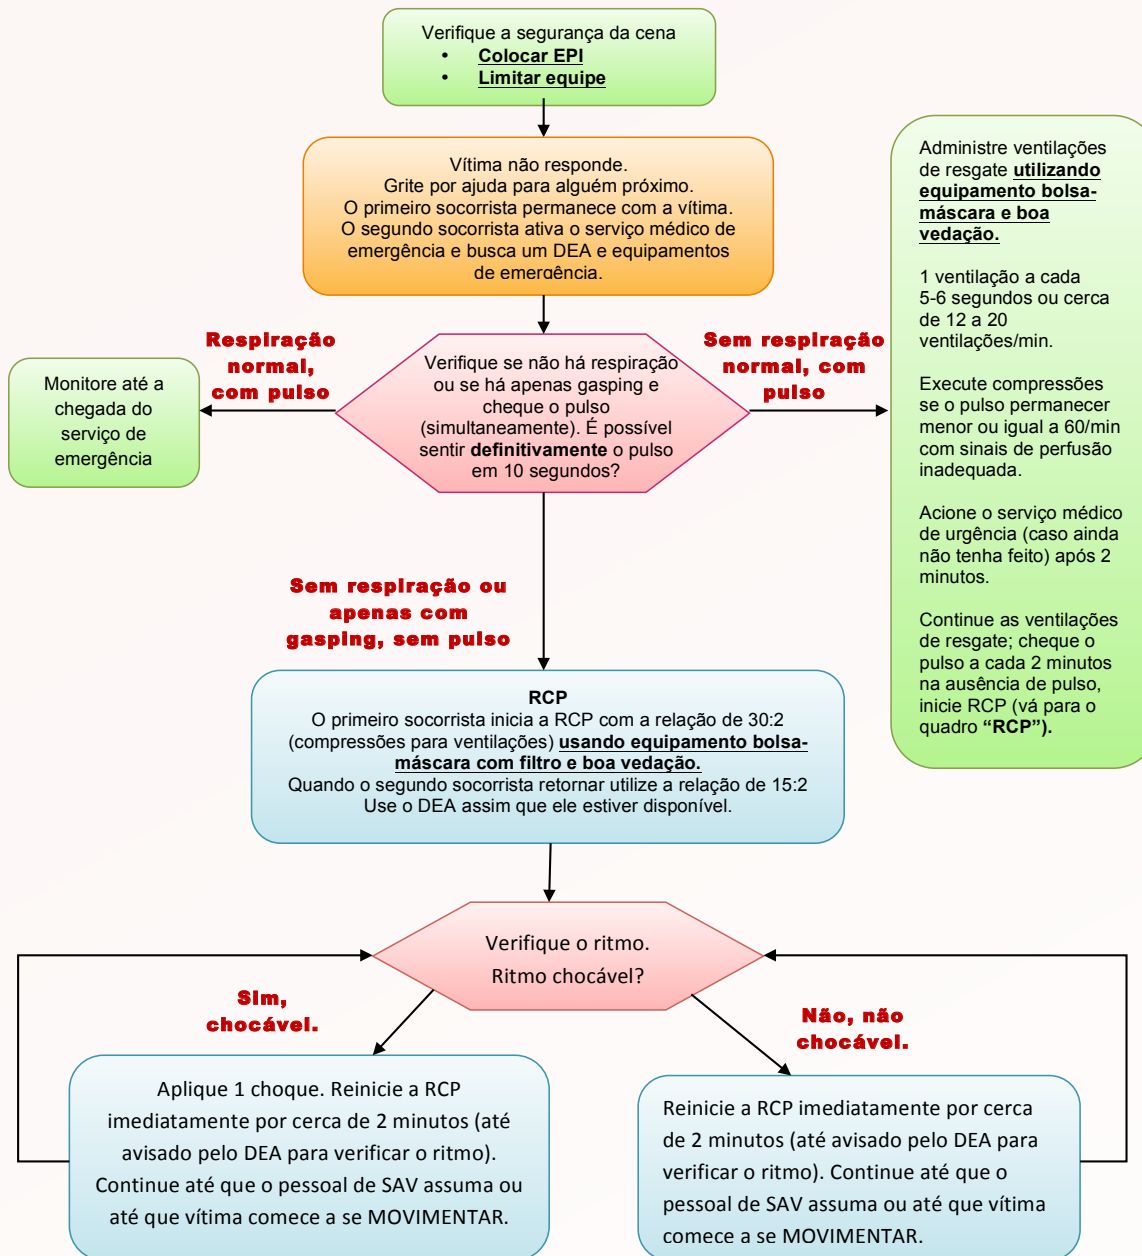 Verifique a segurança da cena
• Colocar EPI
• Limitar equipe
Vítima não responde.
Grite por ajuda para alguém próximo.
O primeiro socorrista permanece com a vítima.
O segundo socorrista ativa o serviço médico de
emergência e busca um DEA e equipamentos
de emergência.
Respiração
normal,
com pulso
Monitore até a
chegada do
serviço de
emergência
Verifique se não há respiração
ou se há apenas gasping e
cheque o pulso
(simultaneamente). É possível
sentir definitivamente o pulso
em 10 segundos?
Sem respiração
normal, com
pulso
Administre ventilações
de resgate utilizando
equipamento bolsa-
máscara e boa
vedação.
1 ventilação a cada
5-6 segundos ou cerca
de 12 a 20
ventilações/min.
Execute compressões
se o pulso permanecer
menor ou igual a 60/min
com sinais de perfusão
inadequada.
Acione o serviço médico
de urgência (caso ainda
não tenha feito) após 2
minutos.
Continue as ventilações
de resgate; cheque o
pulso a cada 2 minutos
na ausência de pulso,
inicie RCP (vá para o
quadro “RCP”).
Sem respiração ou
apenas com
gasping, sem pulso
RCP
O primeiro socorrista inicia a RCP com a relação de 30:2
(compressões para ventilações) usando equipamento bolsa-
máscara com filtro e boa vedação.
Quando o segundo socorrista retornar utilize a relação de 15:2
Use o DEA assim que ele estiver disponível.
Verifique o ritmo.
Ritmo chocável?
Sim,
chocável.
Não, não
chocável.
Aplique 1 choque. Reinicie a RCP
imediatamente por cerca de 2 minutos (até
avisado pelo DEA para verificar o ritmo).
Continue até que o pessoal de SAV assuma ou
até que vítima comece a se MOVIMENTAR.
Reinicie a RCP imediatamente por cerca
de 2 minutos (até avisado pelo DEA para
verificar o ritmo). Continue até que o
pessoal de SAV assuma ou até que vítima
comece a se MOVIMENTAR.